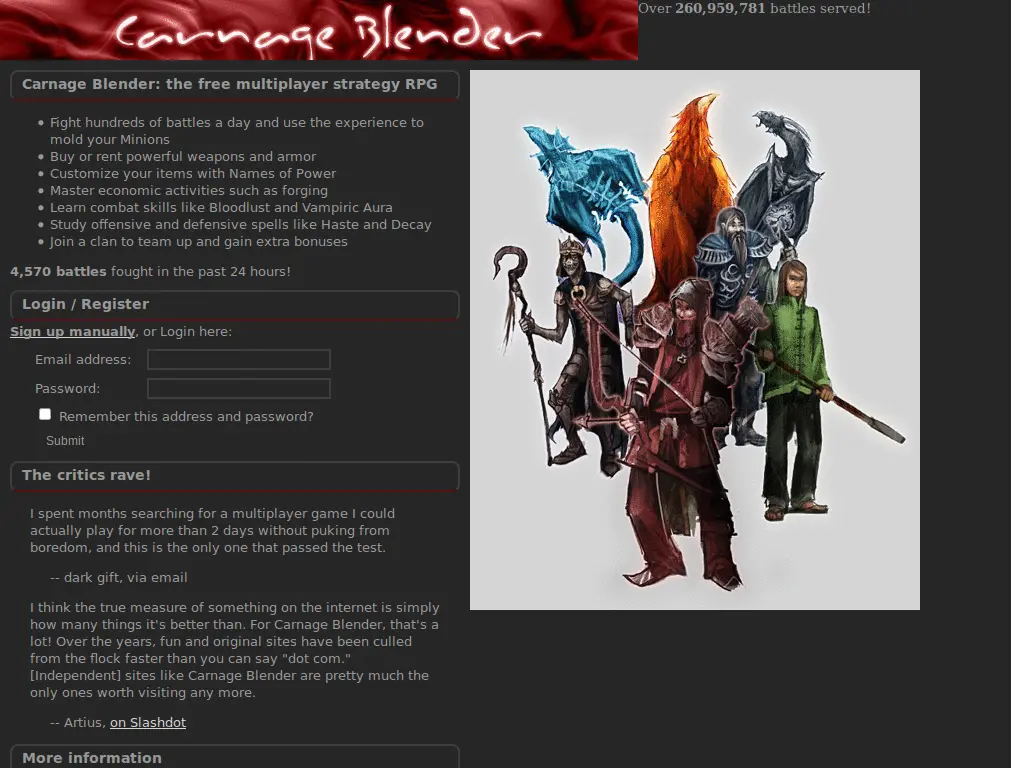 Carnage Blender
Over 260,959,781 battles served!
Carnage Blender: the free multiplayer strategy RPG
Fight hundreds of battles a day and use the experience to
mold your Minions
Buy or rent powerful weapons and armor
Customize your items with Names of Power
Master economic activities such as forging
Learn combat skills like Bloodlust and Vampiric Aura
Study offensive and defensive spells like Haste and Decay
Join a clan to team up and gain extra bonuses
4,570 battles fought in the past 24 hours!
Login / Register
Sign up manually, or Login here:
Email address:
Password:
Remember this address and password?
Submit
The critics rave!
I spent months searching for a multiplayer game I could
actually play for more than 2 days without puking from
boredom, and this is the only one that passed the test.
-- dark gift, via email
I think the true measure of something on the internet is simply
how many things it's better than. For Carnage Blender, that's a
lot! Over the years, fun and original sites have been culled
from the flock faster than you can say "dot com."
[Independent] sites like Carnage Blender are pretty much the
only ones worth visiting any more.
-- Artius, on Slashdot
More information